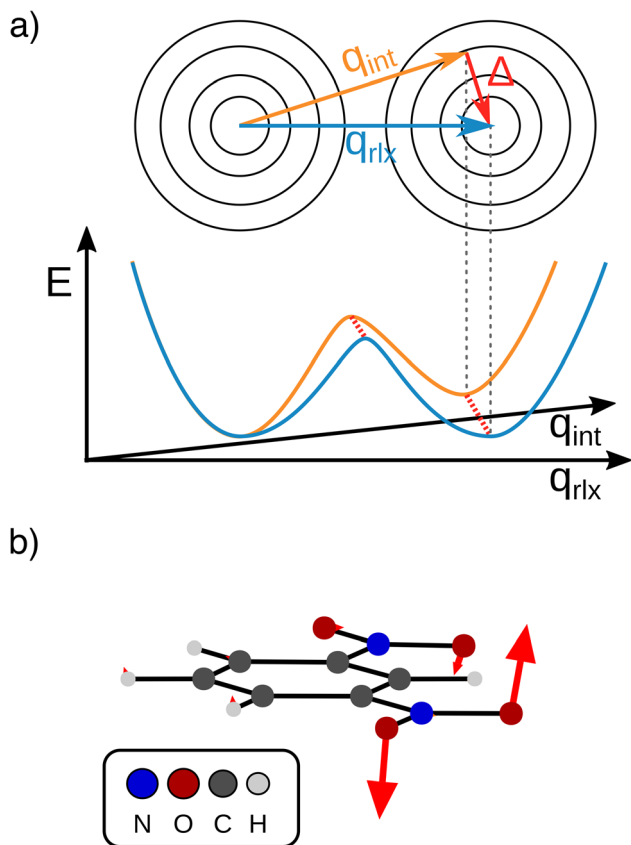 a)
q_int
Δ
q_rlx
E
q_int
q_rlx
b)
N O C H